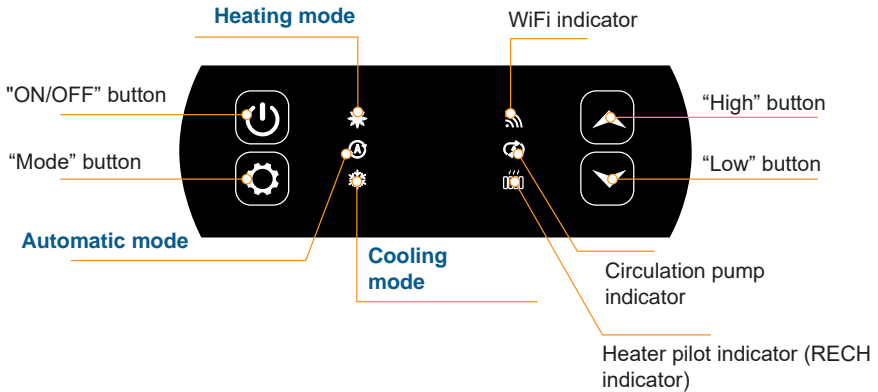 Heating mode
WiFi indicator
"ON/OFF” button
“High” button
“Mode” button
“Low” button
A
Automatic mode
Cooling
mode
Circulation pump
indicator
Heater pilot indicator (RECH
indicator)